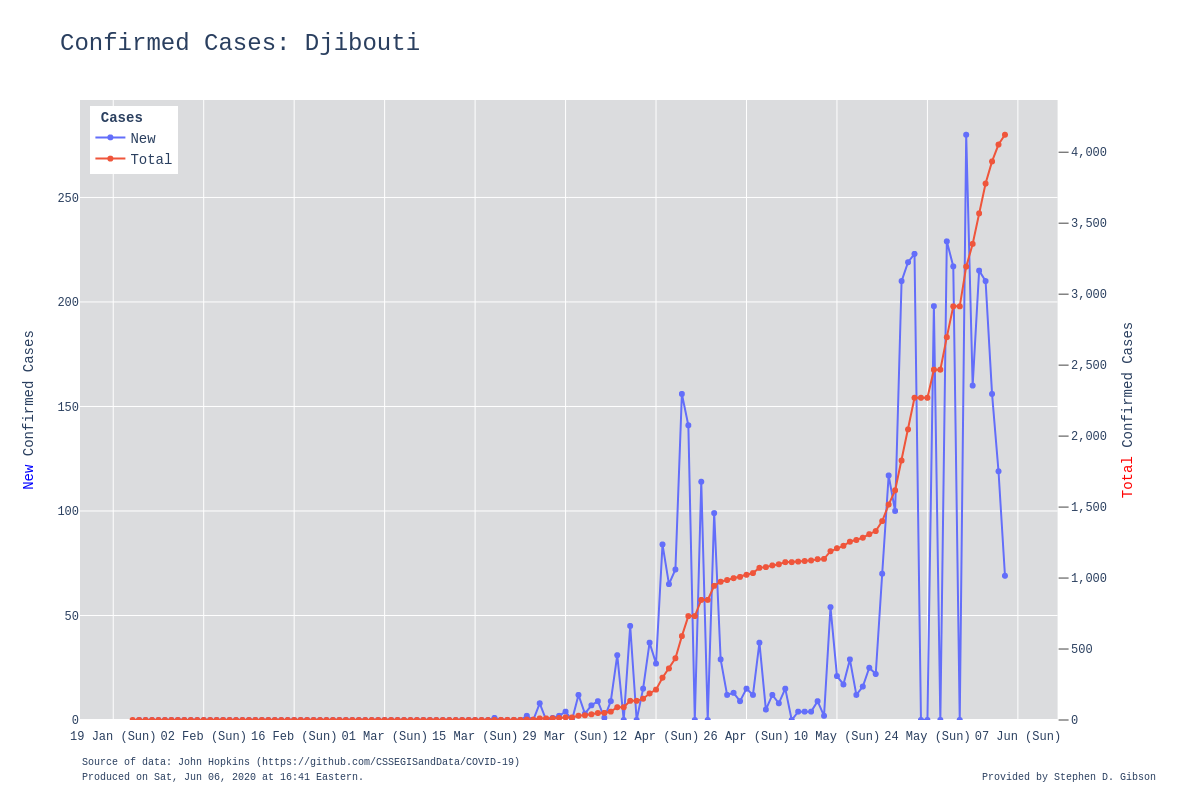 Confirmed Cases: Djibouti
Cases
New
Total
250
200
150
100
50
0
4,000
3,500
3,000
2,500
2,000
1,500
1,000
500
0
New Confirmed Cases
Total Confirmed Cases
19 Jan (Sun) 02 Feb (Sun) 16 Feb (Sun) 01 Mar (Sun) 15 Mar (Sun) 29 Mar (Sun) 12 Apr (Sun) 26 Apr (Sun) 10 May (Sun) 24 May (Sun) 07 Jun (Sun)
Source of data: John Hopkins (https://github.com/CSSEGISandData/COVID-19)
Produced on Sat, Jun 06, 2020 at 16:41 Eastern.
Provided by Stephen D. Gibson